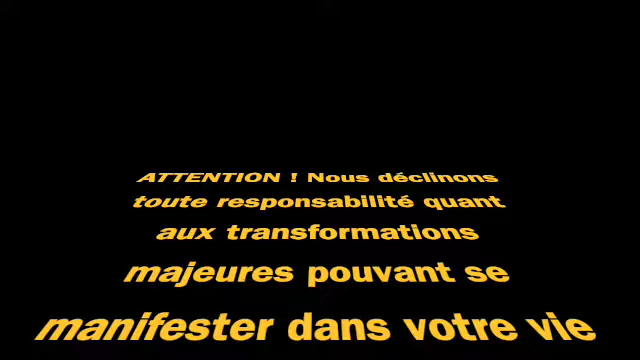 ATTENTION ! Nous déclinons
toute responsabilité quant
aux transformations
majeures pouvant se
manifester dans votre vie